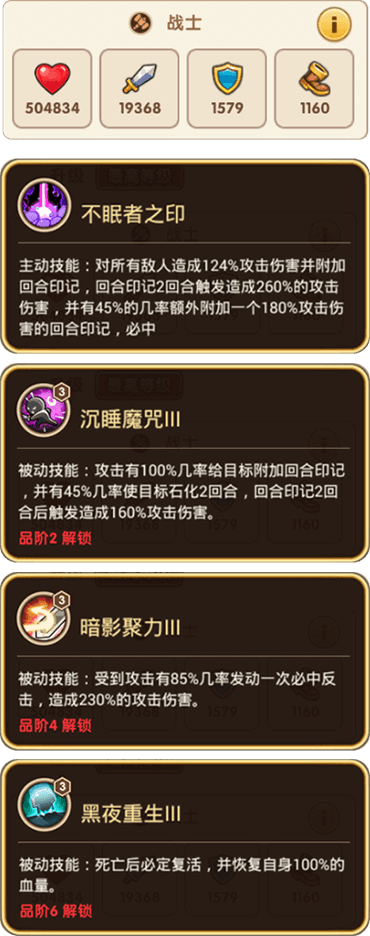 战士
504834 19368 1579 1160
不眠者之印
主动技能：对所有敌人造成124%攻击伤害并附加
回合印记，回合印记2回合触发造成260%的攻击
伤害，并有45%的几率额外附加一个180%攻击伤
害的回合印记，必中
3
沉睡魔咒III
被动技能：攻击有100%几率给目标附加回合印记
，并有45%几率使目标石化2回合，回合印记2回
合后触发造成160%攻击伤害。
品阶2 解锁
3
暗影聚力III
被动技能：受到攻击有85%几率发动一次必中反
击，造成230%的攻击伤害。
品阶4 解锁
3
黑夜重生III
被动技能：死亡后必定复活，并恢复自身100%的
血量。
品阶6 解锁